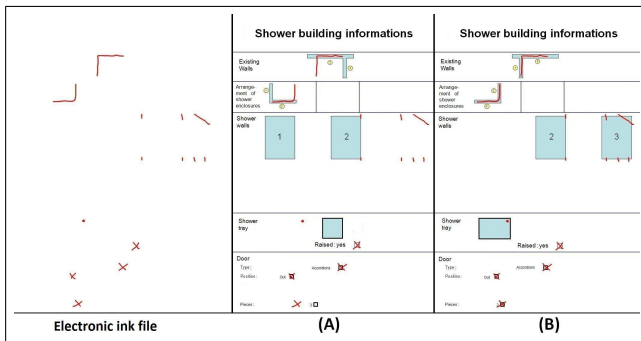 Shower building informations
Shower building informations
Existing
Walls
Existing
Walls
Arrange-
ment of
shower
enclosures
Arrange-
ment of
shower
enclosures
Shower
walls
1
2
Shower
walls
2
3
Shower
tray
Raised : yes
Shower
tray
Raised : yes
Door
Type :
Accordions
Position :
Out
Pieces :
3
Door
Type :
Accordions
Position :
Out
Pieces :
Electronic ink file
(A)
(B)